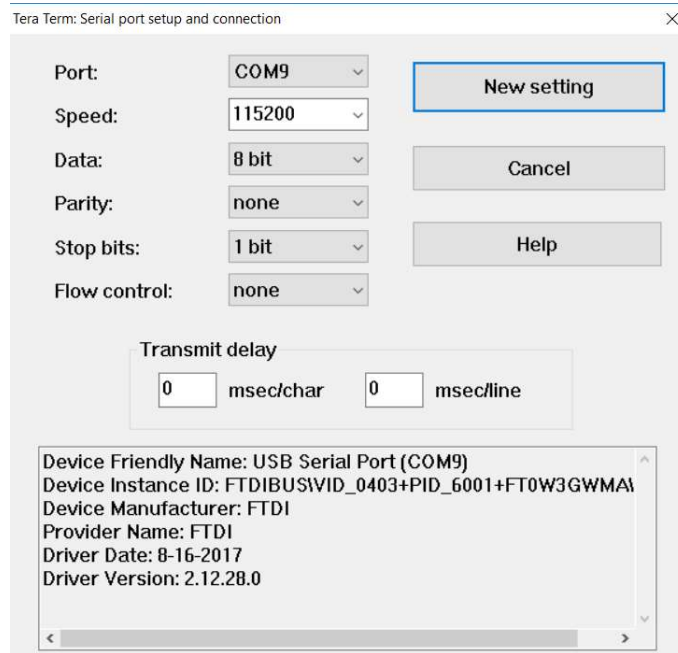 Tera Term: Serial port setup and connection
Port: COM9
New setting
Speed: 115200
Data: 8 bit
Cancel
Parity: none
Stop bits: 1 bit
Help
Flow control: none
Transmit delay
0 msec/char 0 msec/line
Device Friendly Name: USB Serial Port (COM9)
Device Instance ID: FTDIBUS\VID_0403+PID_6001+FT0W3GWMA\
Device Manufacturer: FTDI
Provider Name: FTDI
Driver Date: 8-16-2017
Driver Version: 2.12.28.0